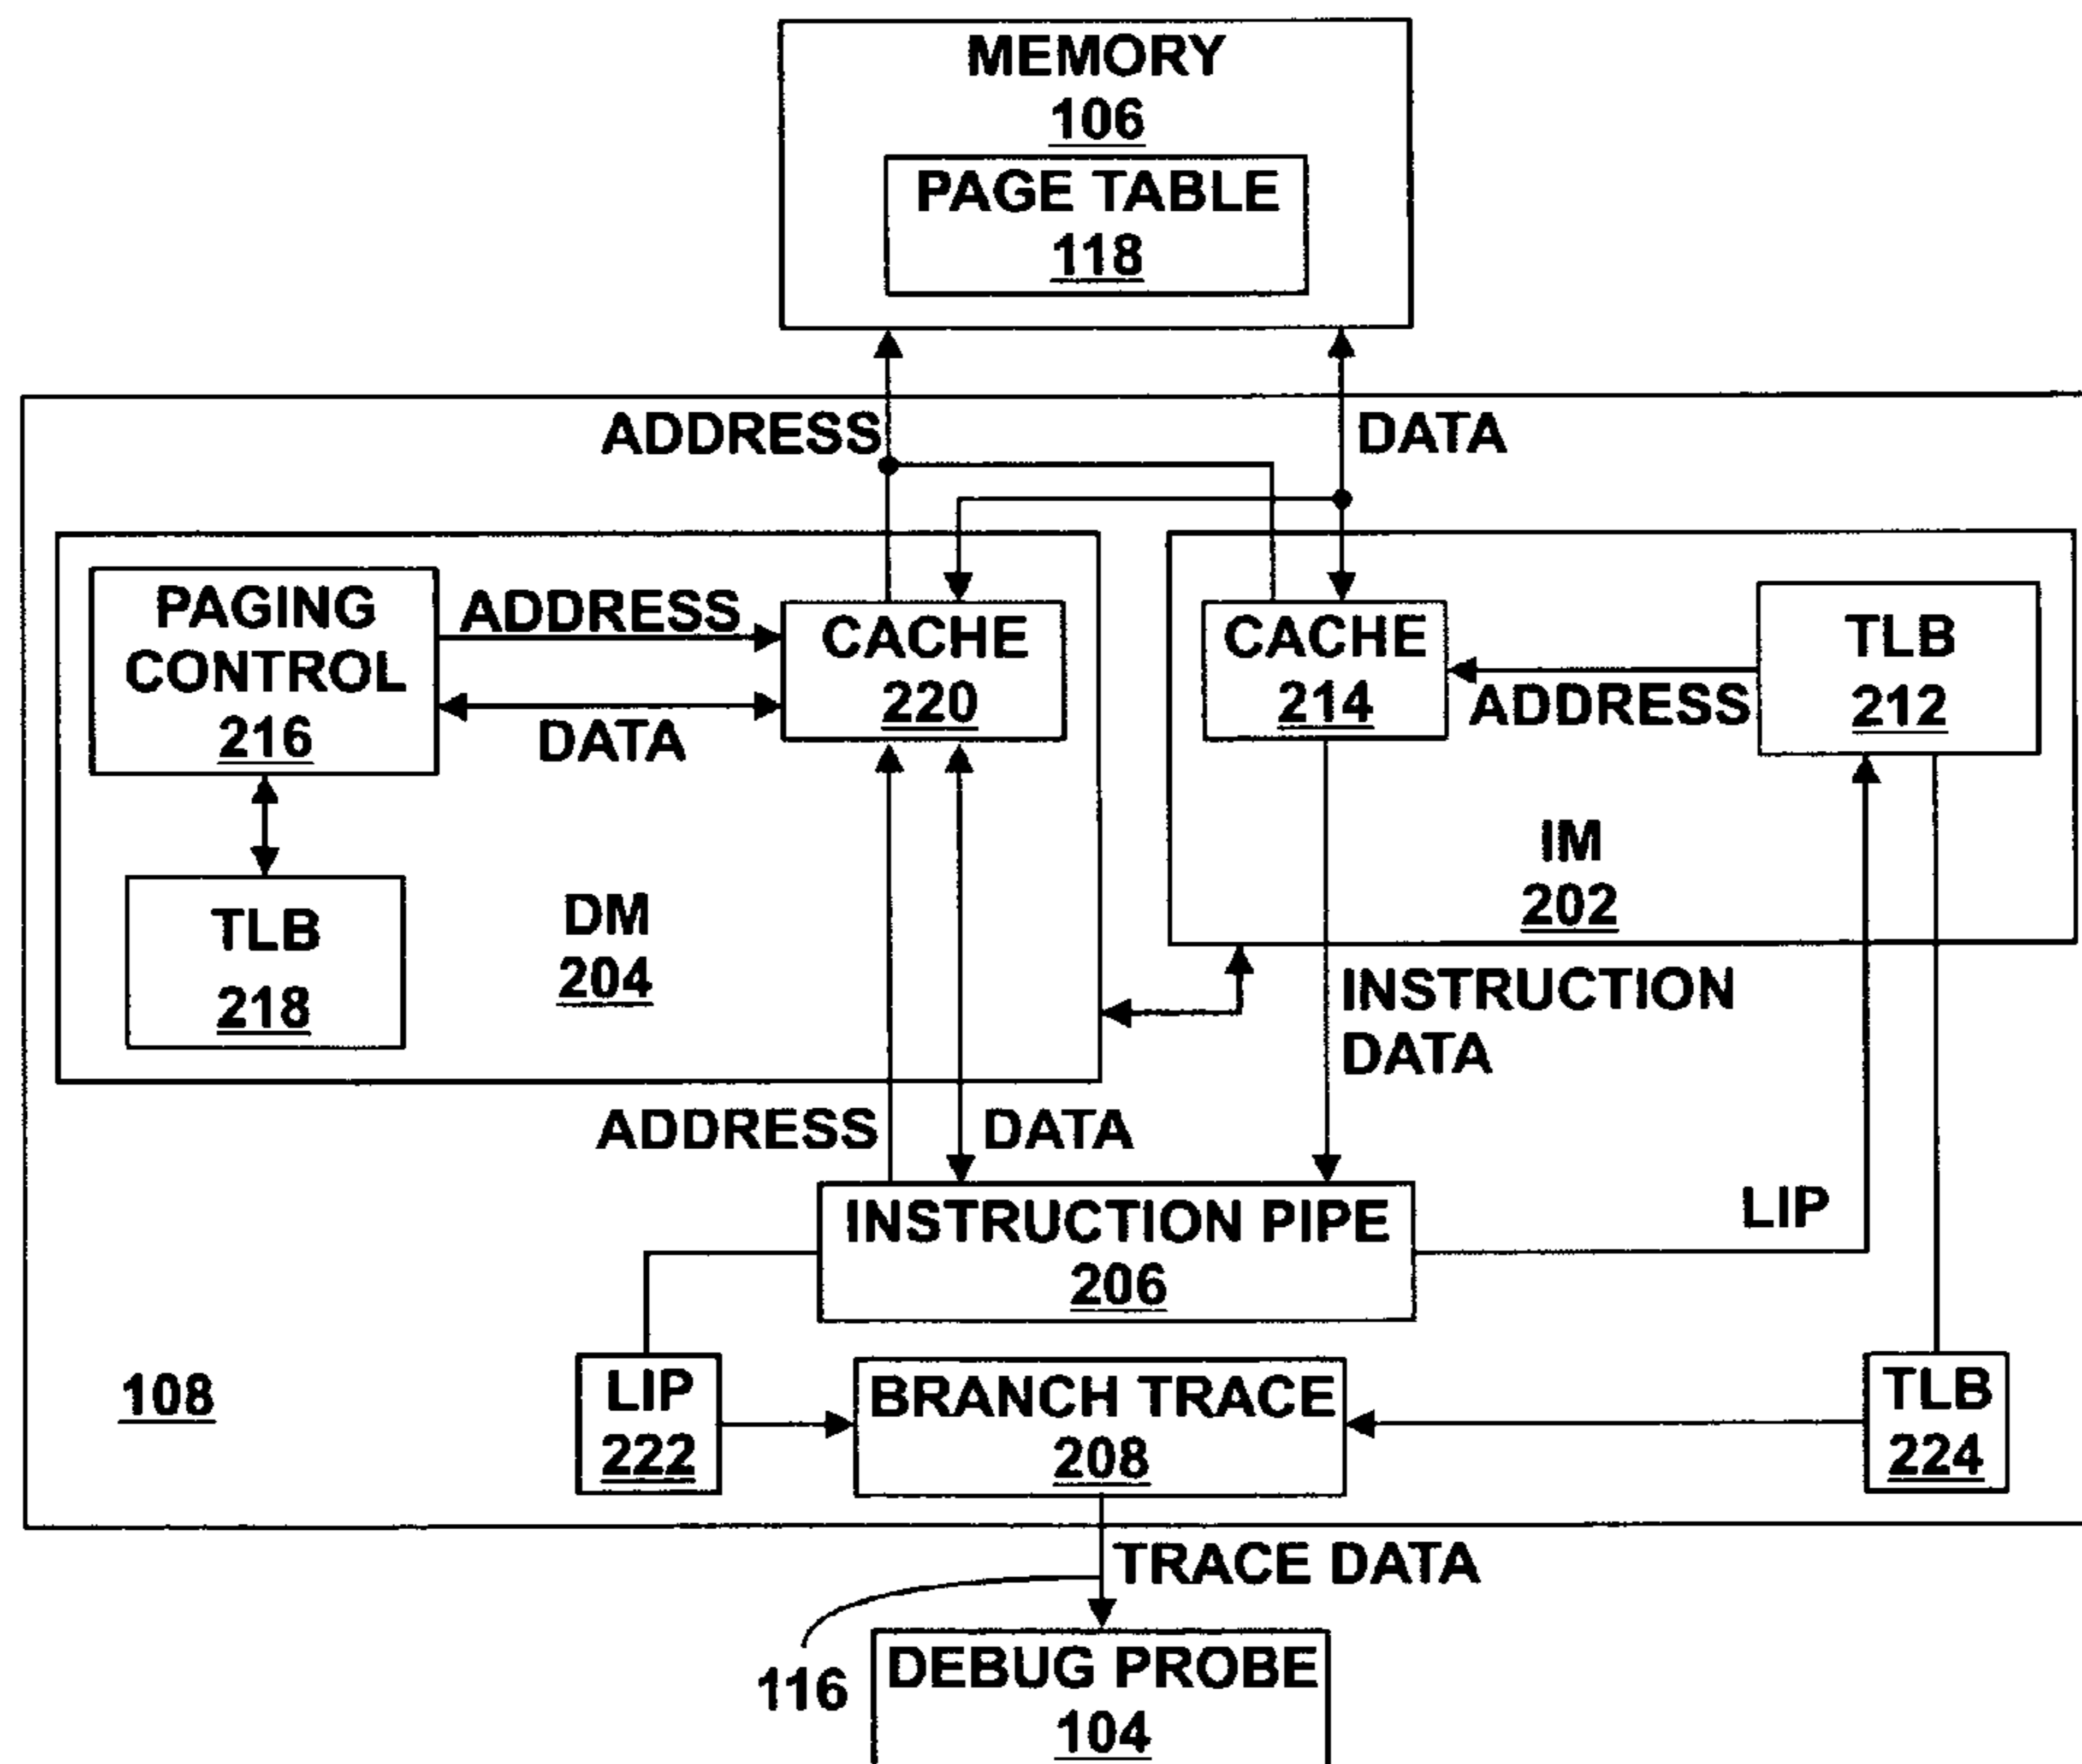 MEMORY
106
PAGE TABLE
118
ADDRESS
DATA
PAGING
CONTROL
216
ADDRESS
DATA
CACHE
220
CACHE
214
ADDRESS
TLB
212
TLB
218
DM
204
IM
202
INSTRUCTION
DATA
ADDRESS
DATA
INSTRUCTION PIPE
206
LIP
108
LIP
222
BRANCH TRACE
208
TLB
224
TRACE DATA
116
DEBUG PROBE
104